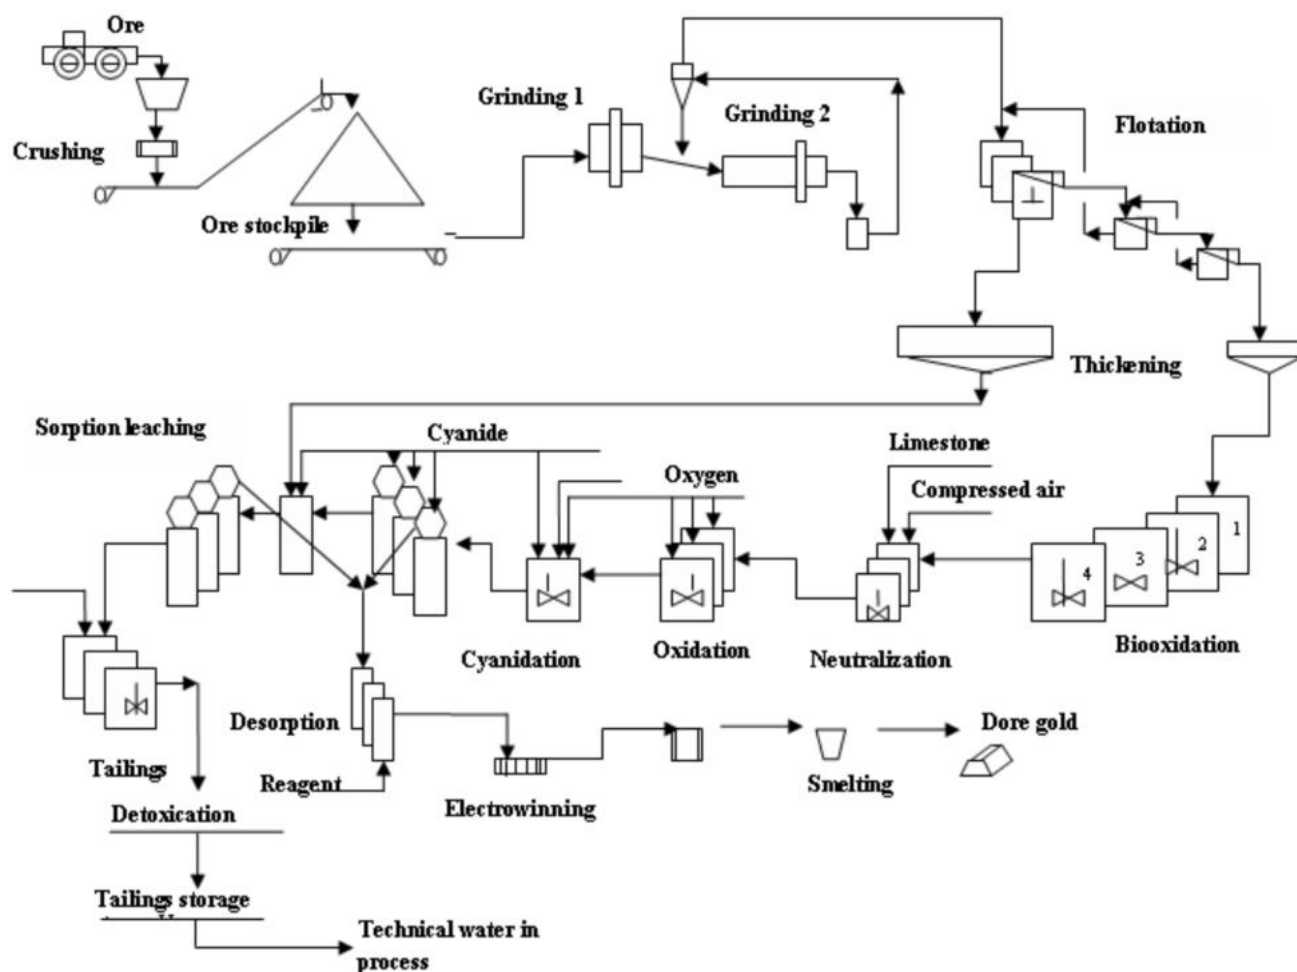 Ore
Grinding 1
Grinding 2
Flotation
Crushing
Ore stockpile
Thickening
Sorption leaching
Cyanide
Oxygen
Limestone
Compressed air
1
2
3
4
Cyanidation
Oxidation
Neutralization
Biooxidation
Desorption
Dore gold
Tailings
Reagent
Electrowinning
Smelting
Detoxication
Tailings storage
Technical water in
process